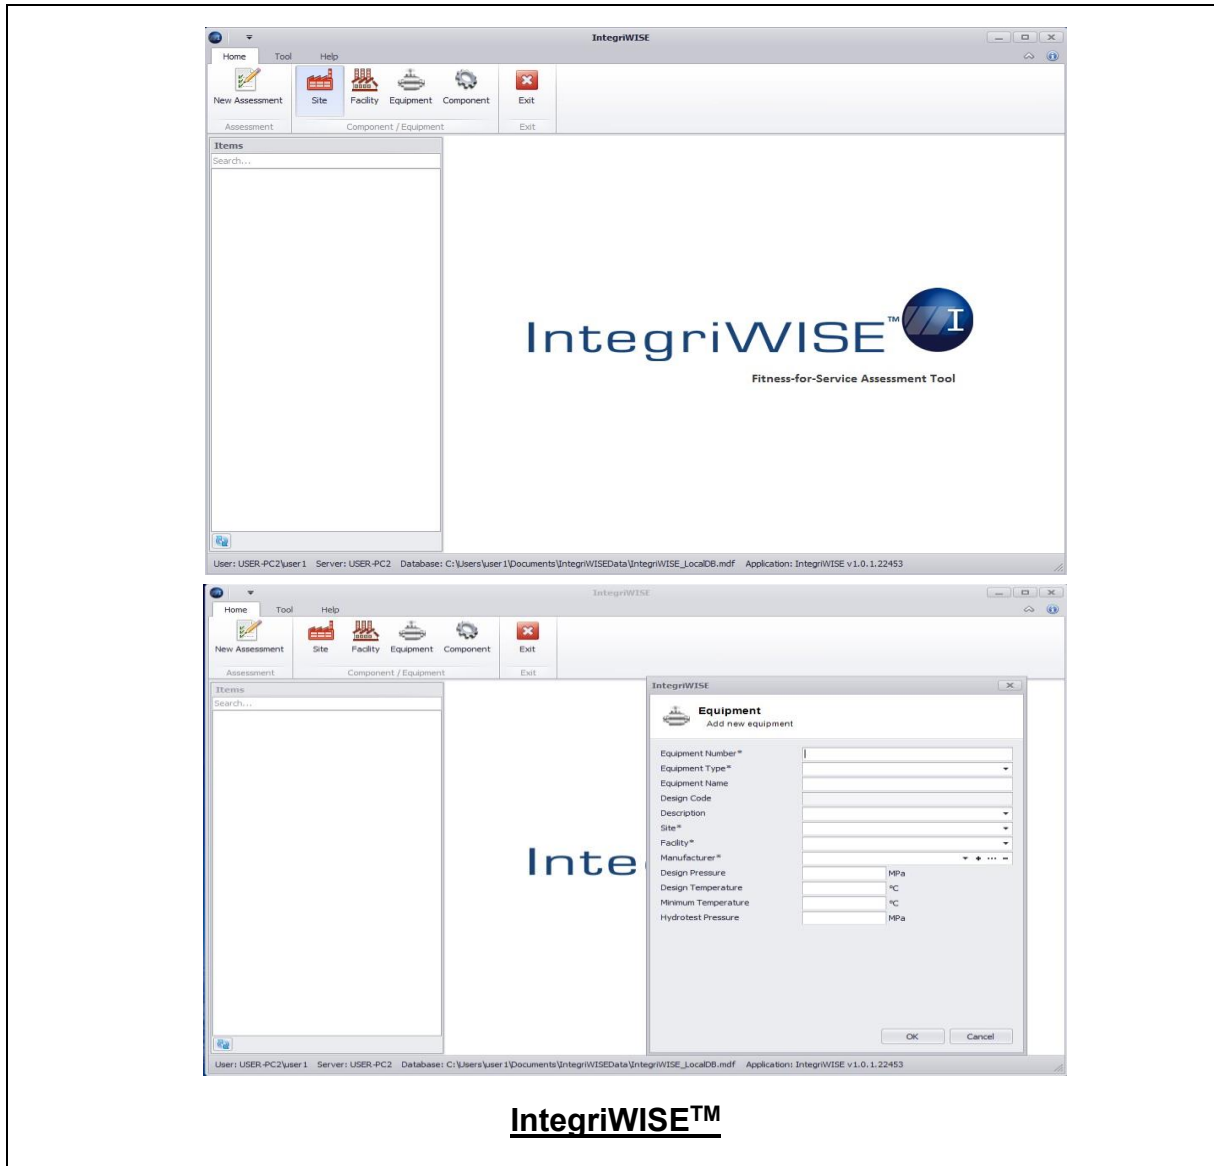 IntegriWISE
Home Tool Help
New Assessment Site Facility Equipment Component Exit
Assessment Component / Equipment Exit
Items
Search...
IntegriWISE™ I
Fitness-for-Service Assessment Tool
User: USER-PC2\user1 Server: USER-PC2 Database: C:\Users\user1\Documents\IntegriWISEData\IntegriWISE_LocalDB.mdf Application: IntegriWISE v1.0.1.22453
IntegriWISE
Home Tool Help
New Assessment Site Facility Equipment Component Exit
Assessment Component / Equipment Exit
Items
Search...
Inte
IntegriWISE
Equipment
Add new equipment
Equipment Number*
Equipment Type*
Equipment Name
Design Code
Description
Site*
Facility*
Manufacturer*
Design Pressure MPa
Design Temperature °C
Minimum Temperature °C
Hydrotest Pressure MPa
OK Cancel
User: USER-PC2\user1 Server: USER-PC2 Database: C:\Users\user1\Documents\IntegriWISEData\IntegriWISE_LocalDB.mdf Application: IntegriWISE v1.0.1.22453
IntegriWISE™